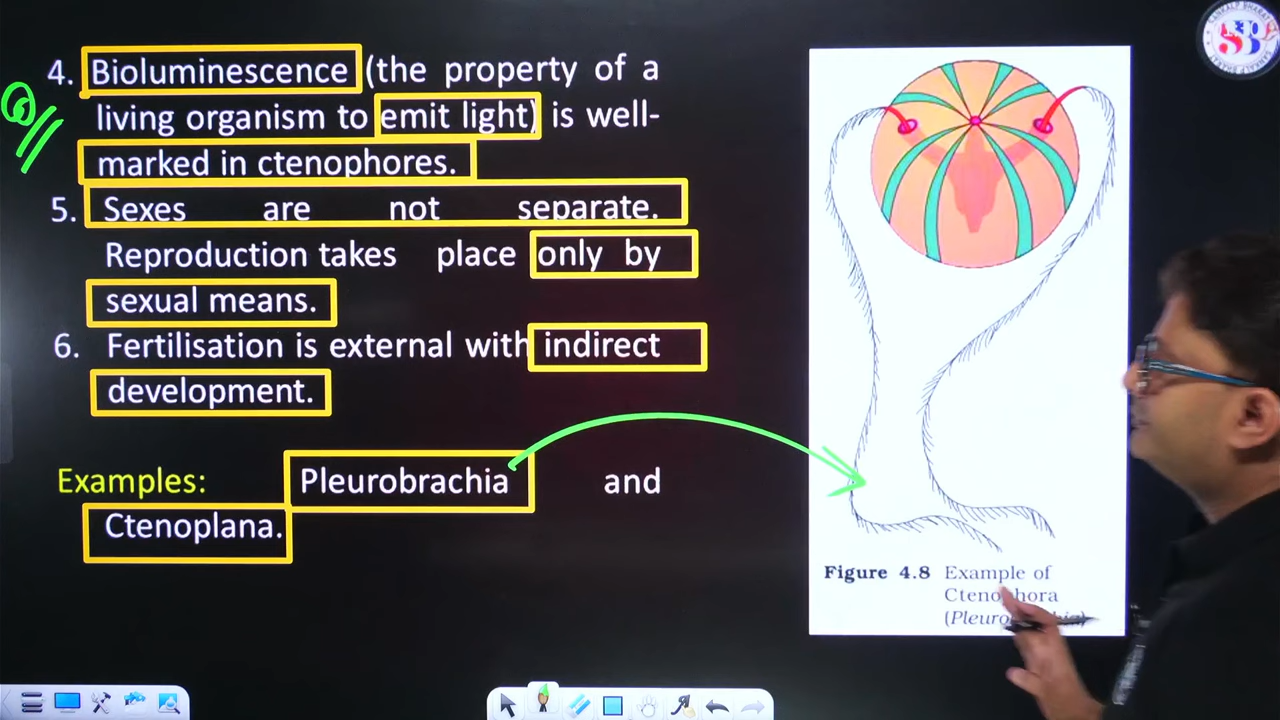 4. Bioluminescence (the property of a
living organism to emit light) is well-
marked in ctenophores.
5. Sexes are not separate.
Reproduction takes place only by
sexual means.
6. Fertilisation is external with indirect
development.
Examples: Pleurobrachia and
Ctenoplana.
Figure 4.8 Example of
Ctenophora